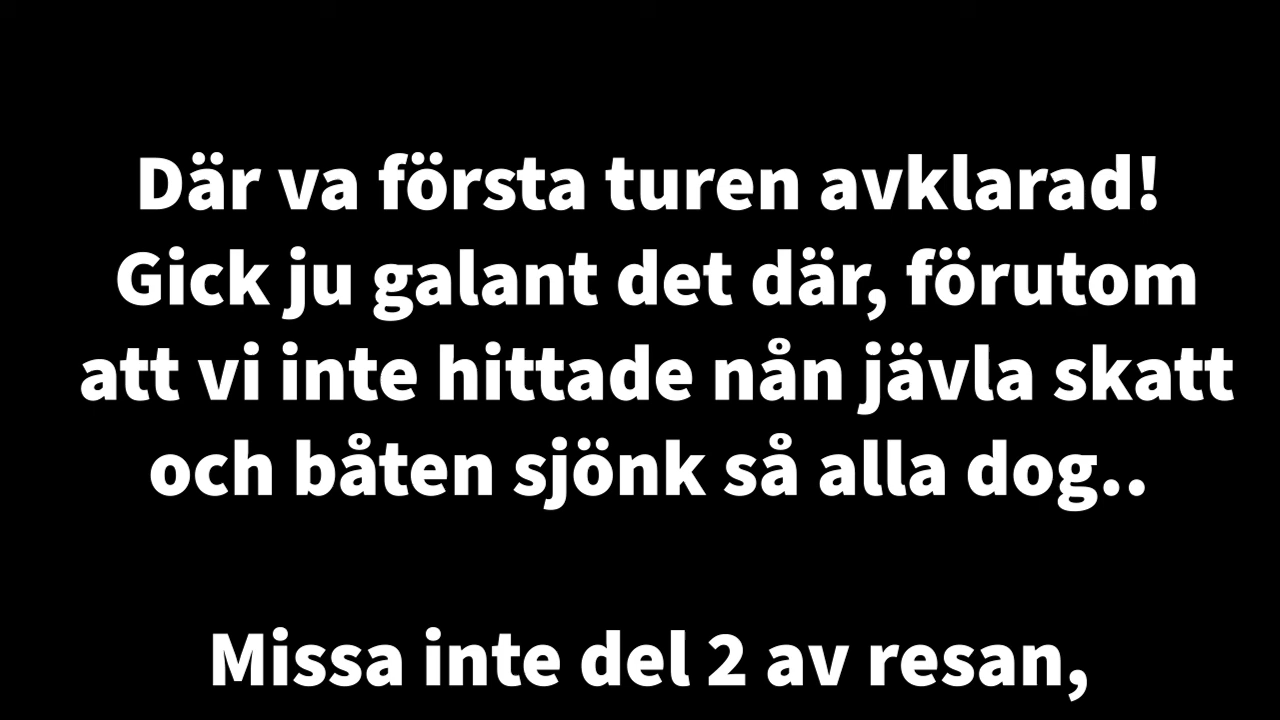 Där va första turen avklarad!
Gick ju galant det där, förutom
att vi inte hittade nån jävla skatt
och båten sjönk så alla dog..
Missa inte del 2 av resan,